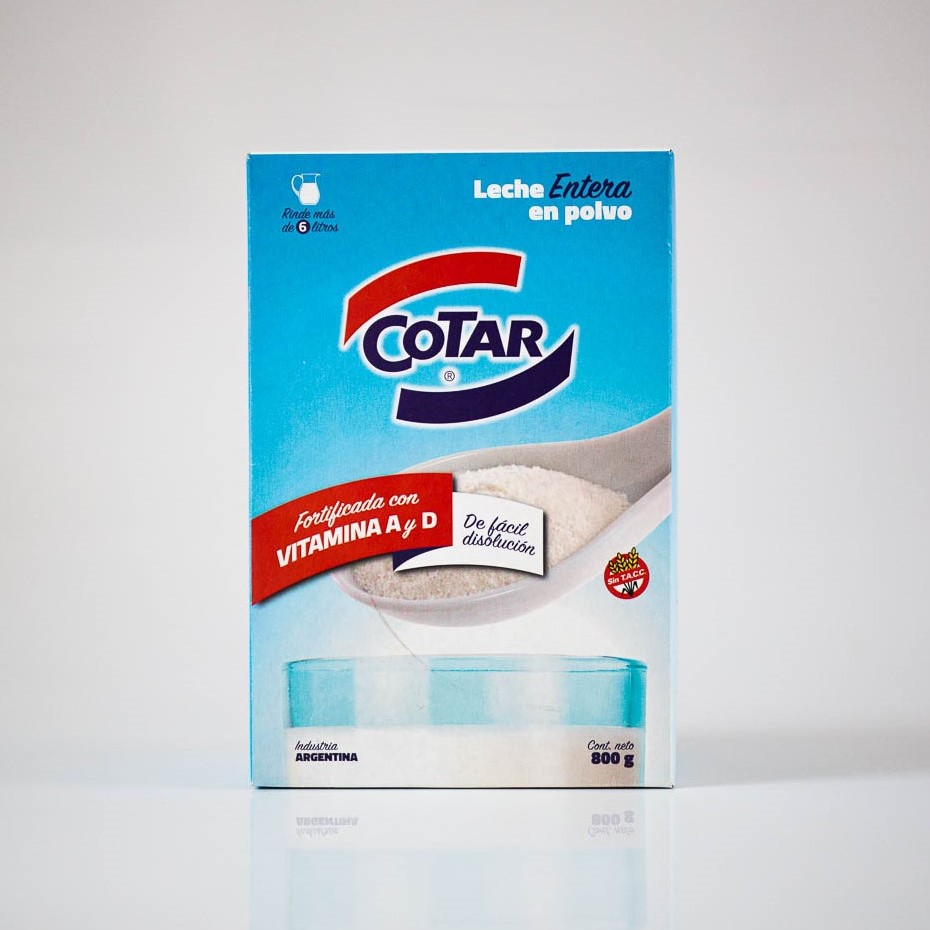 Rinde más
de 6 litros
Leche Entera
en polvo
COTAR
®
Fortificada con
VITAMINA A y D
De fácil
disolución
Sin T.A.C.C.
Industria
ARGENTINA
Cont. neto
800 g